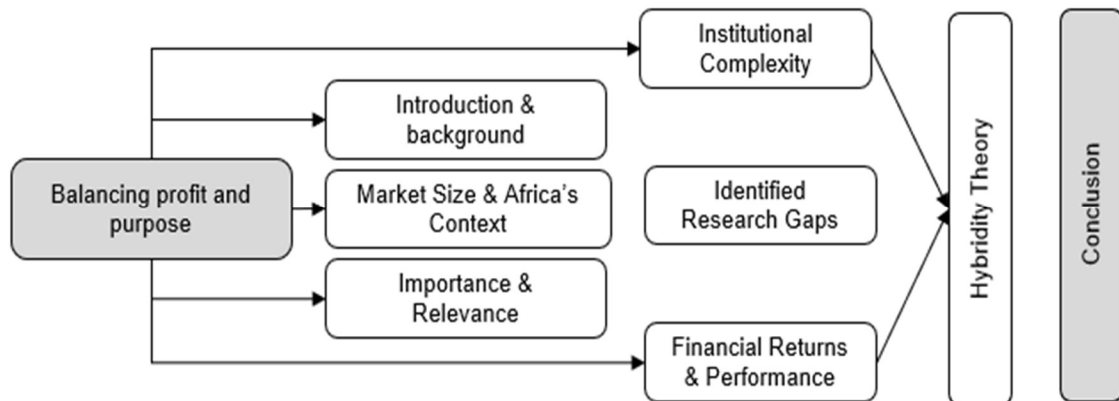 Balancing profit and
purpose
Introduction &
background
Market Size & Africa's
Context
Importance &
Relevance
Institutional
Complexity
Identified
Research Gaps
Financial Returns
& Performance
Hybridity Theory
Conclusion